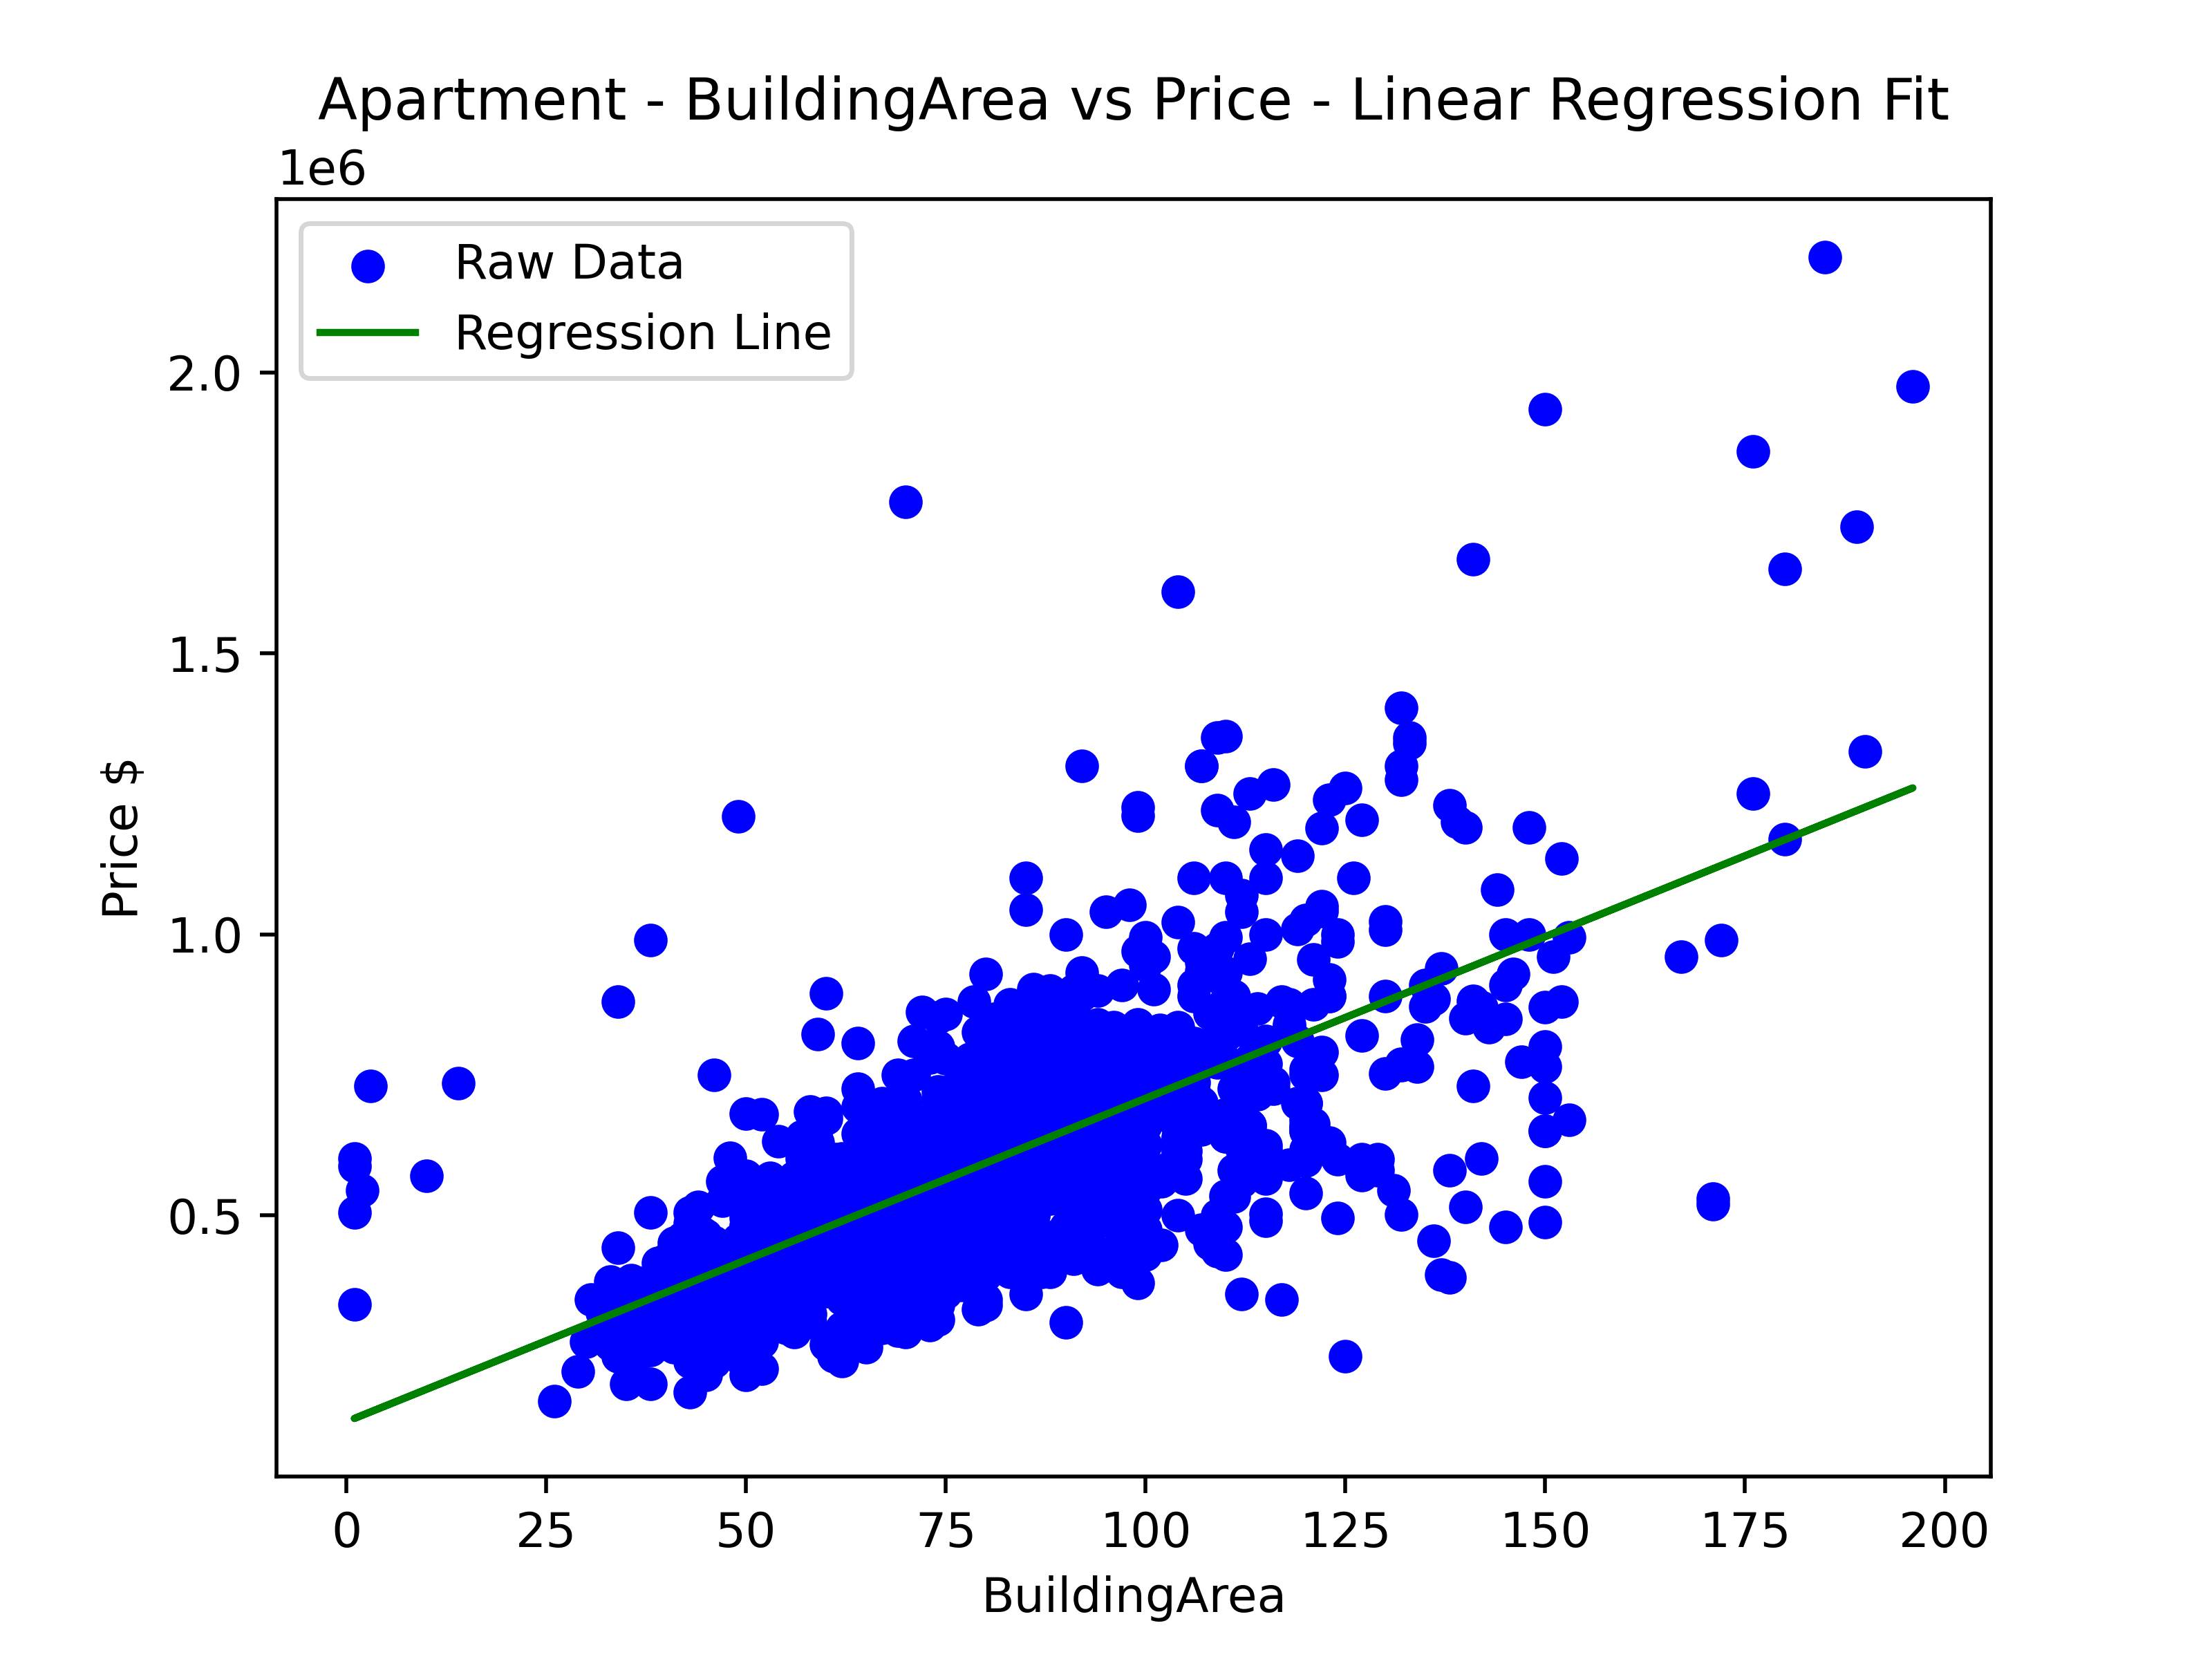 Apartment - BuildingArea vs Price - Linear Regression Fit
1e6
Raw Data
Regression Line
2.0
1.5
1.0
0.5
Price $
0 25 50 75 100 125 150 175 200
BuildingArea